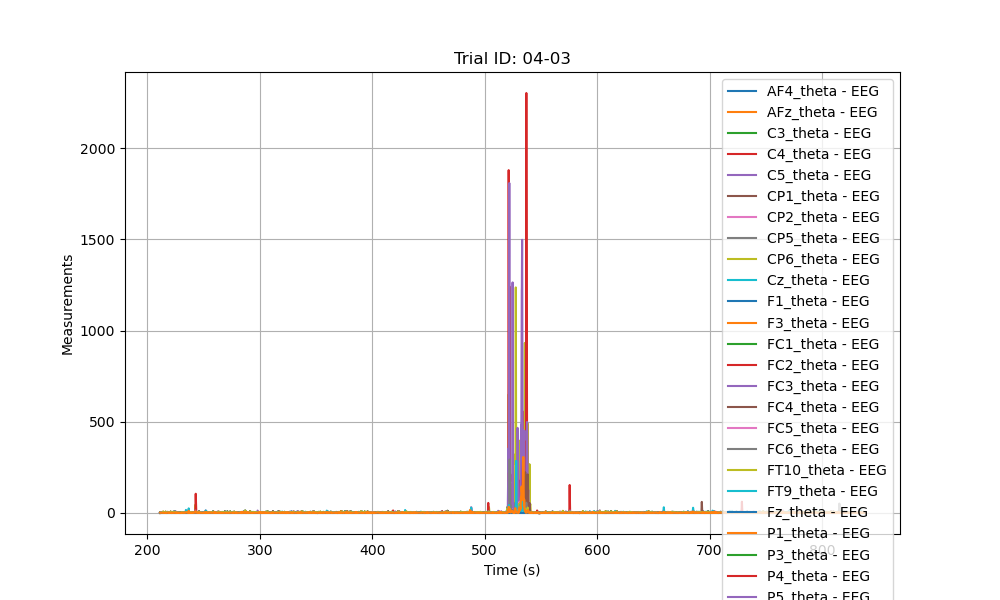 Trial ID: 04-03
Measurements
2000
1500
1000
500
0
200
300
400
500
600
700
800
Time (s)
AF4_theta - EEG
AFz_theta - EEG
C3_theta - EEG
C4_theta - EEG
C5_theta - EEG
CP1_theta - EEG
CP2_theta - EEG
CP5_theta - EEG
CP6_theta - EEG
Cz_theta - EEG
F1_theta - EEG
F3_theta - EEG
FC1_theta - EEG
FC2_theta - EEG
FC3_theta - EEG
FC4_theta - EEG
FC5_theta - EEG
FC6_theta - EEG
FT10_theta - EEG
FT9_theta - EEG
Fz_theta - EEG
P1_theta - EEG
P3_theta - EEG
P4_theta - EEG
P5_theta - EEG